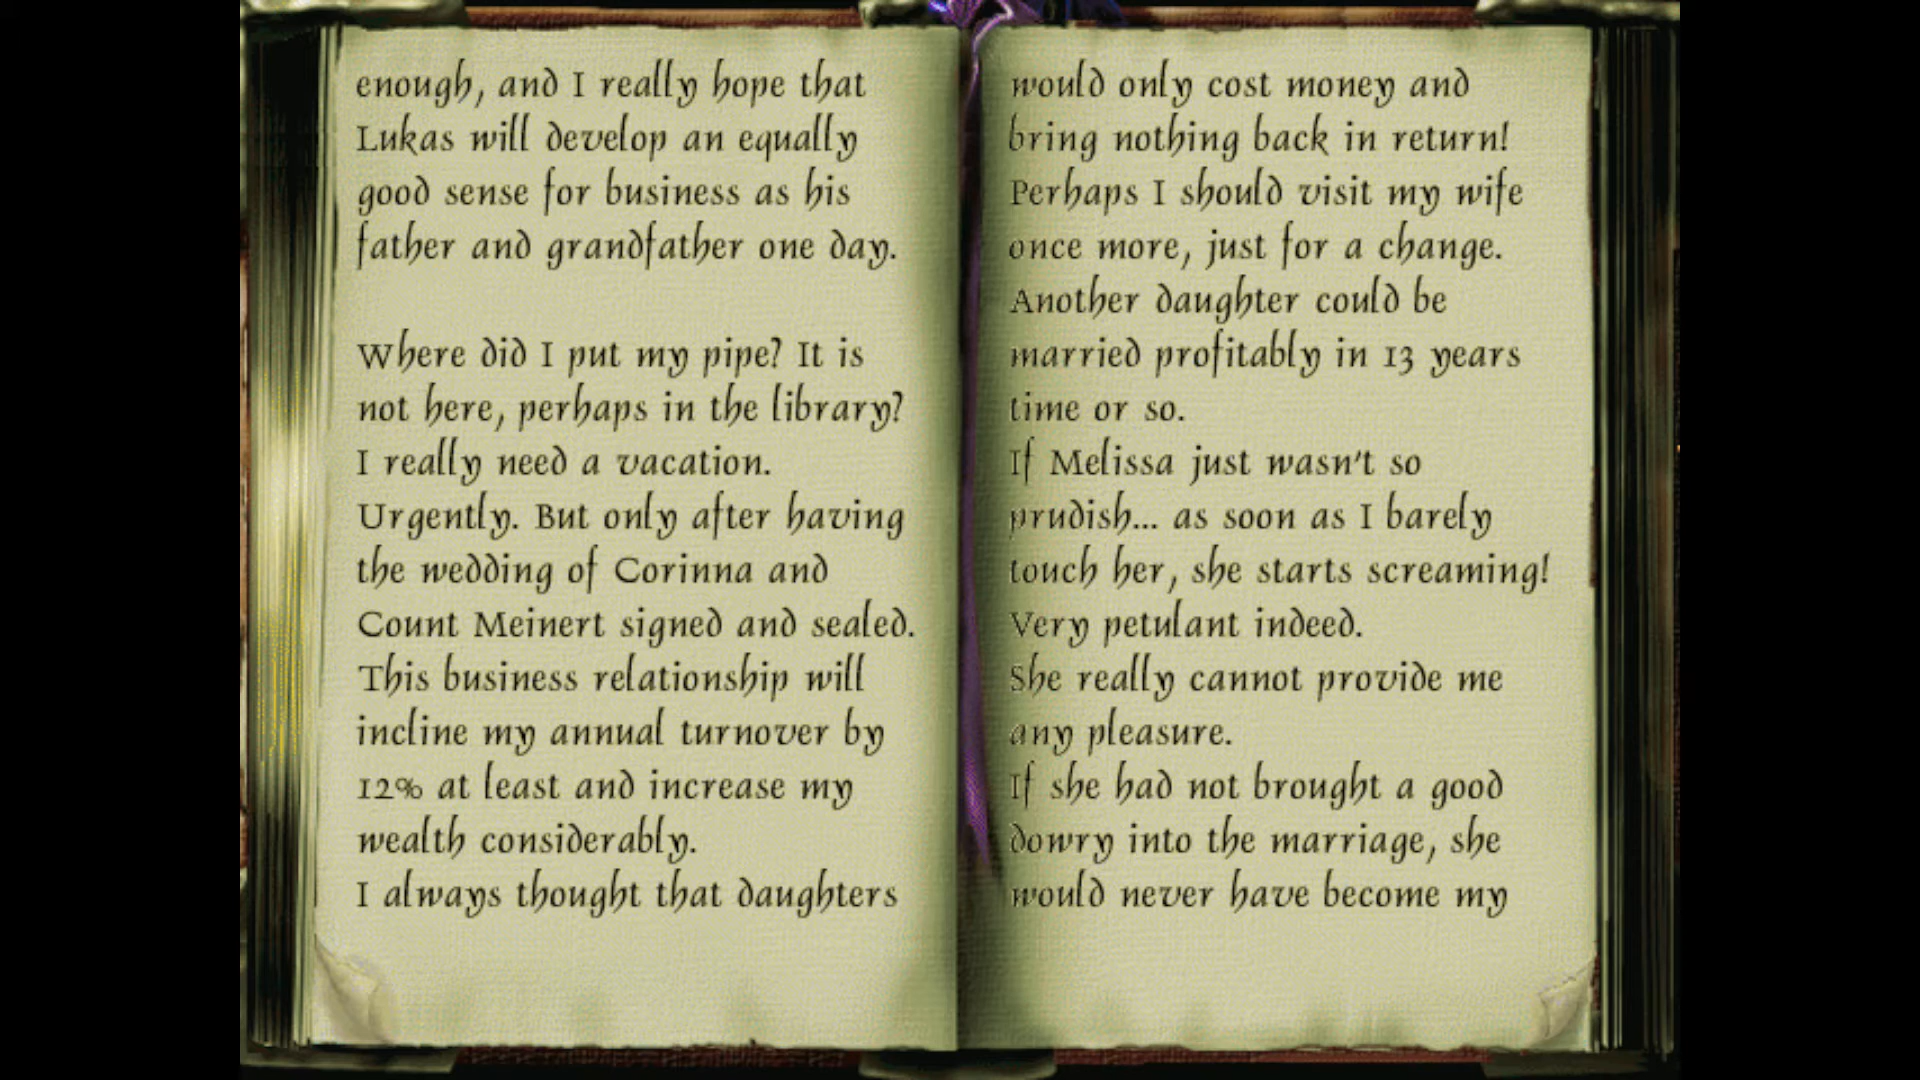 enough, and I really hope that
Lukas will develop an equally
good sense for business as his
father and grandfather one day.
Where did I put my pipe? It is
not here, perhaps in the library?
I really need a vacation.
Urgently. But only after having
the wedding of Corinna and
Count Meinert signed and sealed.
This business relationship will
incline my annual turnover by
12% at least and increase my
wealth considerably.
I always thought that daughters
would only cost money and
bring nothing back in return!
Perhaps I should visit my wife
once more, just for a change.
Another daughter could be
married profitably in 13 years
time or so.
If Melissa just wasn't so
prudish... as soon as I barely
touch her, she starts screaming!
Very petulant indeed.
She really cannot provide me
any pleasure.
If she had not brought a good
dowry into the marriage, she
would never have become my